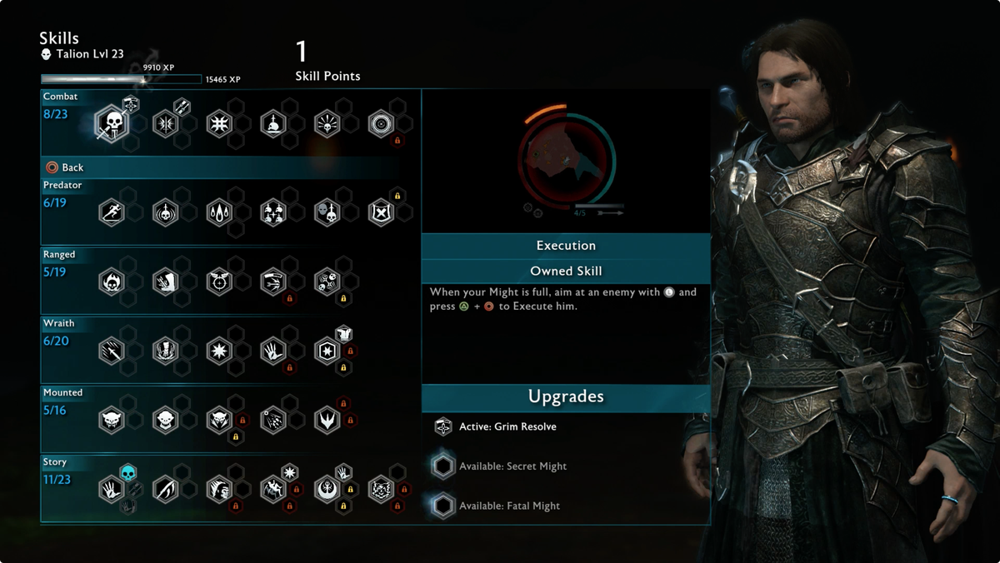 Skills
Talion Lvl 23
9910 XP
15465 XP
1
Skill Points
Combat
8/23
Back
Predator
6/19
Ranged
5/19
Wraith
6/20
Mounted
5/16
Story
11/23
4/5
Execution
Owned Skill
When your Might is full, aim at an enemy with L and
press + to Execute him.
Upgrades
Active: Grim Resolve
Available: Secret Might
Available: Fatal Might